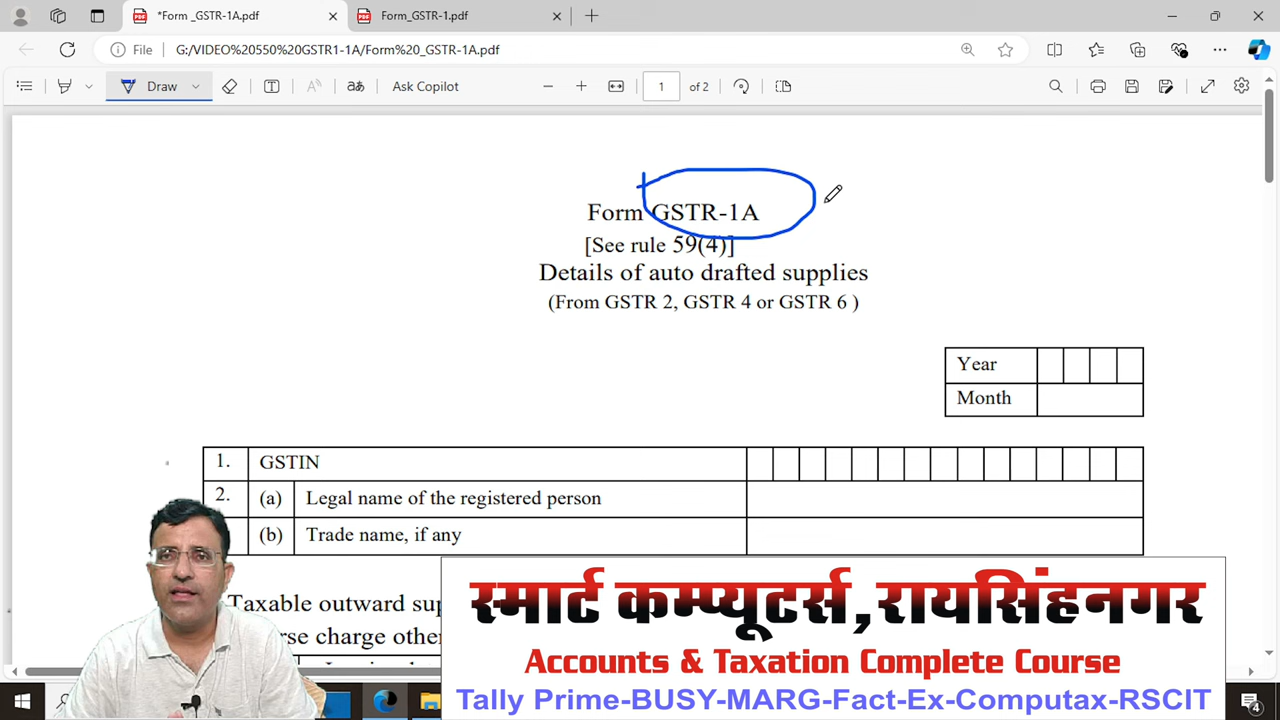 *Form _GSTR-1A.pdf
Form_GSTR-1.pdf
File
G:/VIDEO%20550%20GSTR1-1A/Form%20_GSTR-1A.pdf
Draw
aあ
Ask Copilot
1
of 2
Form GSTR-1A
[See rule 59(4)]
Details of auto drafted supplies
(From GSTR 2, GSTR 4 or GSTR 6 )
Year
Month
1. GSTIN
2. (a) Legal name of the registered person
(b) Trade name, if any
Taxable outward
charge other
स्मार्ट कम्प्यूटर्स,रायसिंहनगर
Accounts & Taxation Complete Course
Tally Prime-BUSY-MARG-Fact-Ex-Computax-RSCIT
4